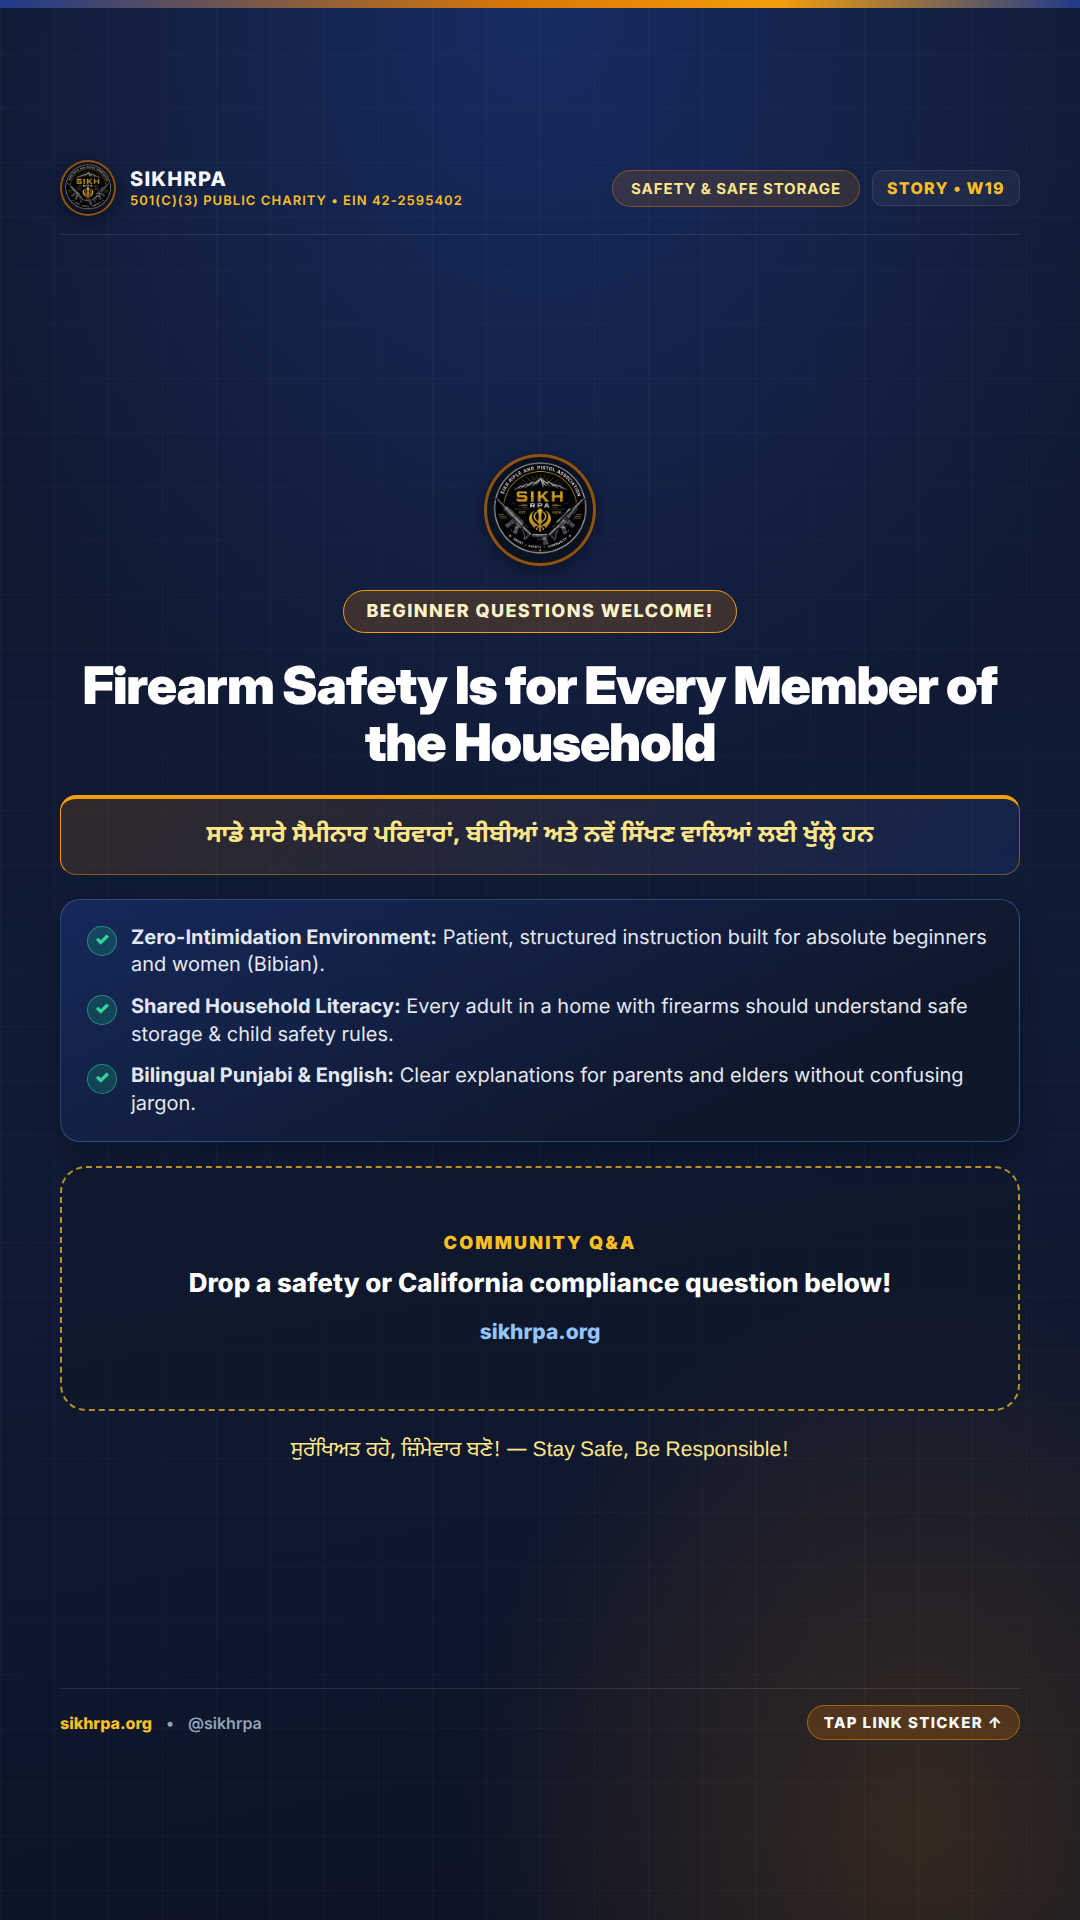 SIKHRPA
501(C)(3) PUBLIC CHARITY • EIN 42-2595402
SAFETY & SAFE STORAGE
STORY • W19
SIKH RIFLE AND PISTOL ASSOCIATION
SIKH
RPA
BEGINNER QUESTIONS WELCOME!
Firearm Safety Is for Every Member of
the Household
ਸਾਡੇ ਸਾਰੇ ਸੈਮੀਨਾਰ ਪਰਿਵਾਰਾਂ, ਬੀਬੀਆਂ ਅਤੇ ਨਵੇਂ ਸਿੱਖਣ ਵਾਲਿਆਂ ਲਈ ਖੁੱਲ੍ਹੇ ਹਨ
Zero-Intimidation Environment: Patient, structured instruction built for absolute beginners
and women (Bibian).
Shared Household Literacy: Every adult in a home with firearms should understand safe
storage & child safety rules.
Bilingual Punjabi & English: Clear explanations for parents and elders without confusing
jargon.
COMMUNITY Q&A
Drop a safety or California compliance question below!
sikhrpa.org
ਸੁਰੱਖਿਅਤ ਰਹੋ, ਜ਼ਿੰਮੇਵਾਰ ਬਣੋ! — Stay Safe, Be Responsible!
sikhrpa.org • @sikhrpa
TAP LINK STICKER ↑